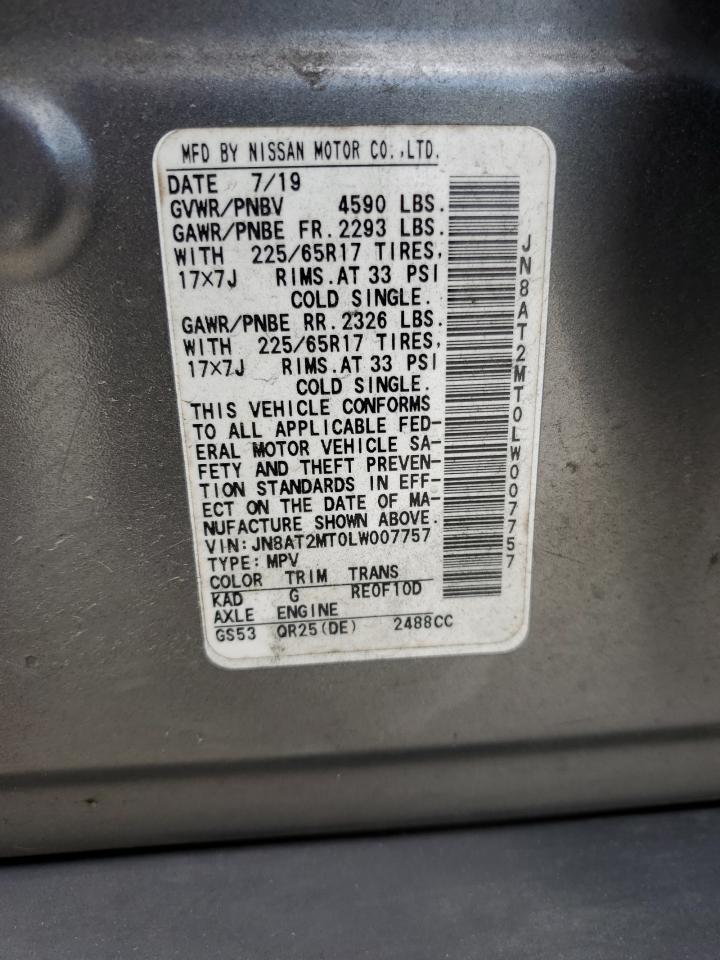 MFD BY NISSAN MOTOR CO.,LTD.
DATE 7/19
GVWR/PNBV 4590 LBS.
GAWR/PNBE FR. 2293 LBS.
WITH 225/65R17 TIRES,
17×7J RIMS.AT 33 PSI
COLD SINGLE.
GAWR/PNBE RR. 2326 LBS.
WITH 225/65R17 TIRES,
17×7J RIMS.AT 33 PSI
COLD SINGLE.
THIS VEHICLE CONFORMS
TO ALL APPLICABLE FED-
ERAL MOTOR VEHICLE SA-
FETY AND THEFT PREVEN-
TION STANDARDS IN EFF-
ECT ON THE DATE OF MA-
NUFACTURE SHOWN ABOVE.
VIN:JN8AT2MT0LW007757
TYPE:MPV
COLOR TRIM TRANS
KAD G RE0F10D
AXLE ENGINE
GS53 QR25(DE) 2488CC
JN8AT2MT0LW007757